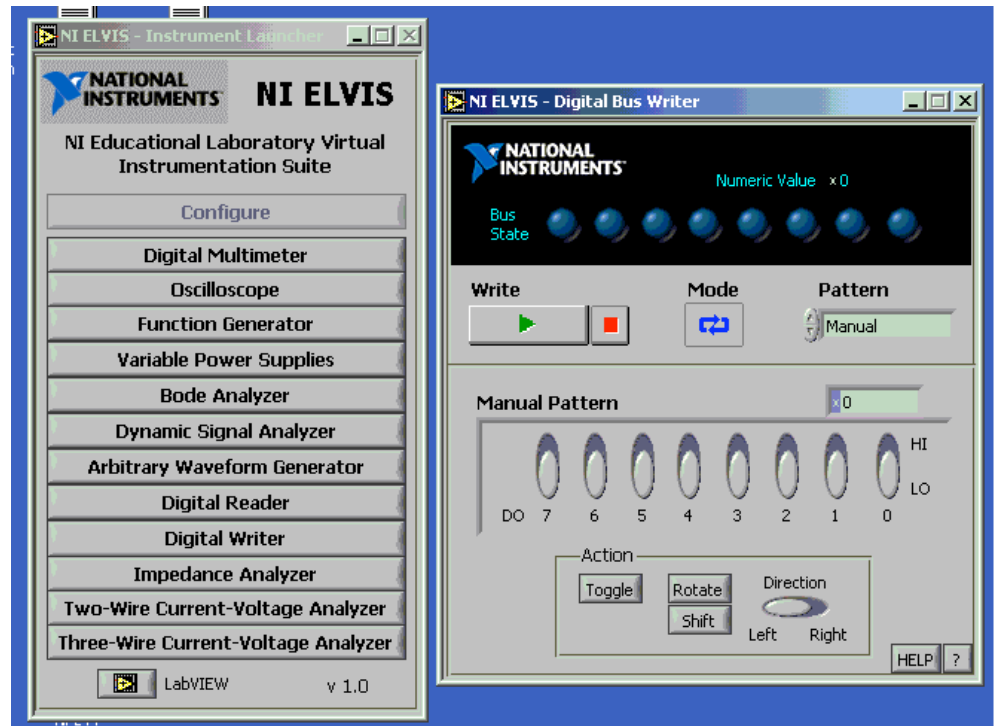 NI ELVIS - Instrument Launcher
NATIONAL
INSTRUMENTS
NI ELVIS
NI Educational Laboratory Virtual
Instrumentation Suite
Configure
Digital Multimeter
Oscilloscope
Function Generator
Variable Power Supplies
Bode Analyzer
Dynamic Signal Analyzer
Arbitrary Waveform Generator
Digital Reader
Digital Writer
Impedance Analyzer
Two-Wire Current-Voltage Analyzer
Three-Wire Current-Voltage Analyzer
LabVIEW v 1.0
NI ELVIS - Digital Bus Writer
NATIONAL
INSTRUMENTS
Numeric Value x0
Bus
State
Write Mode Pattern
Manual
Manual Pattern x0
HI
LO
DO 7 6 5 4 3 2 1 0
Action
Toggle Rotate Direction
Shift
Left Right
HELP ?